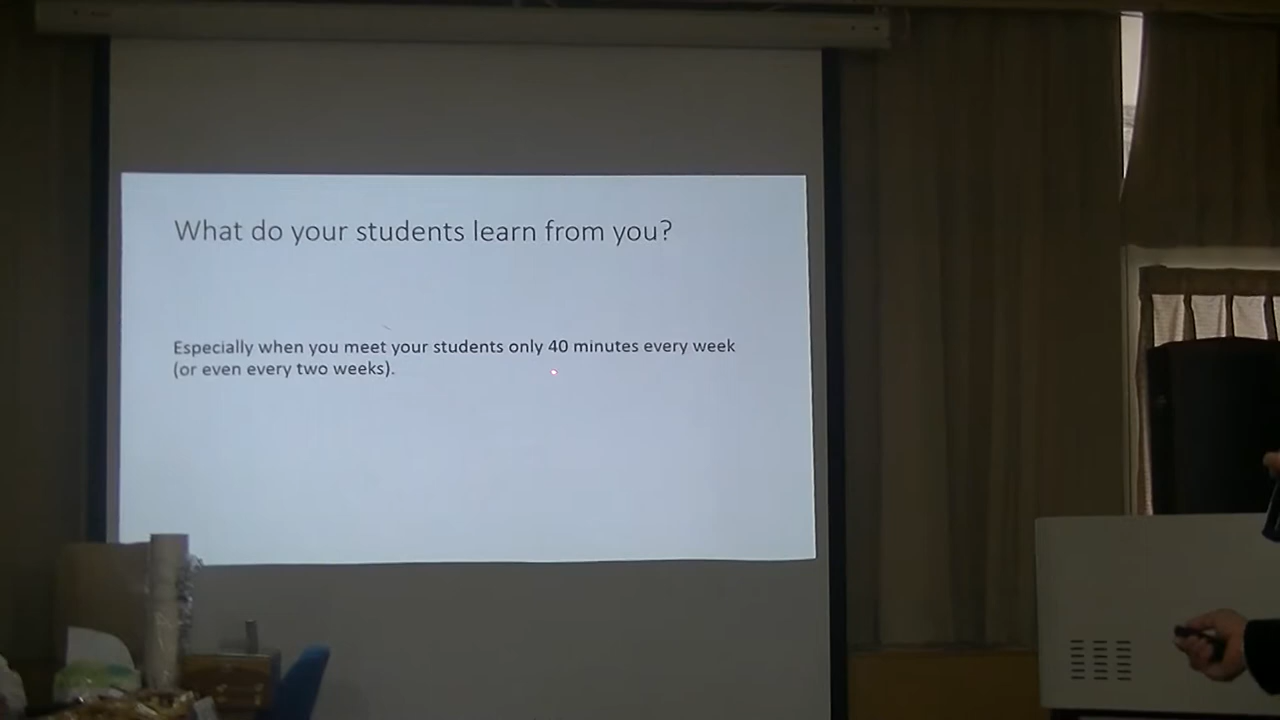 What do your students learn from you?
Especially when you meet your students only 40 minutes every week
(or even every two weeks).